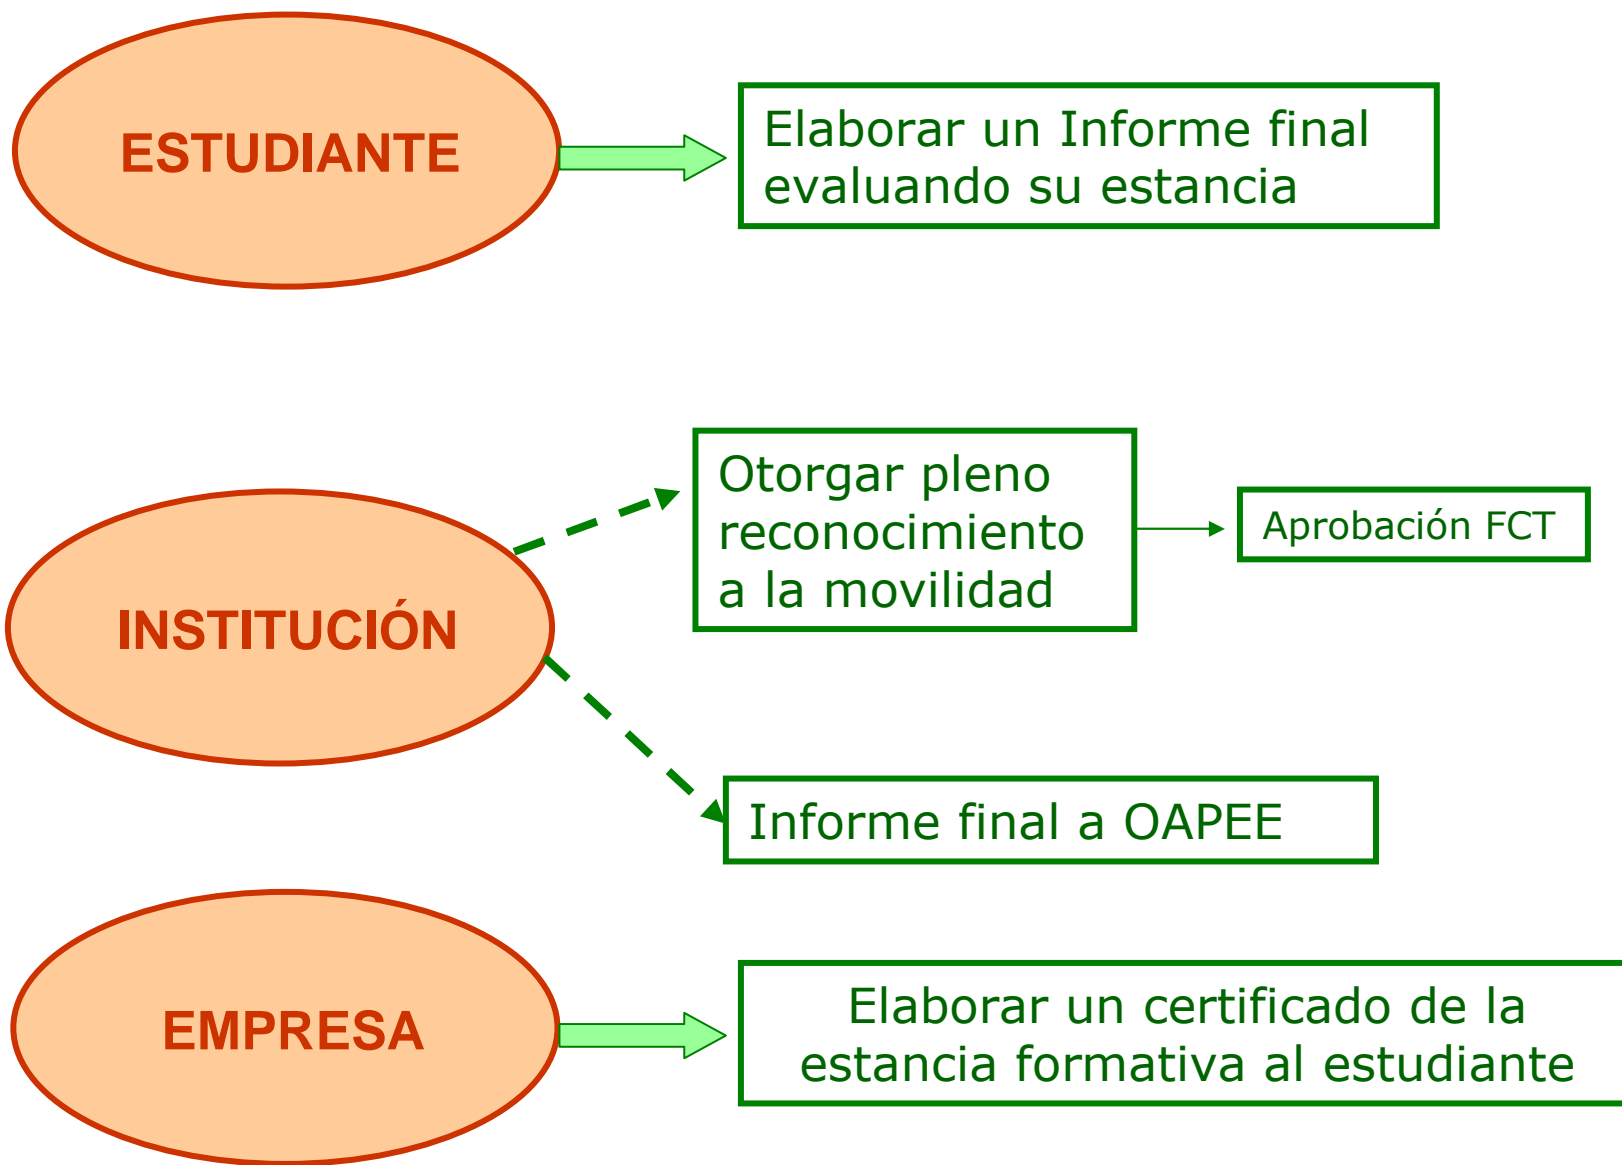 ESTUDIANTE
Elaborar un Informe final
evaluando su estancia
INSTITUCIÓN
Otorgar pleno
reconocimiento
a la movilidad
Aprobación FCT
Informe final a OAPEE
EMPRESA
Elaborar un certificado de la
estancia formativa al estudiante